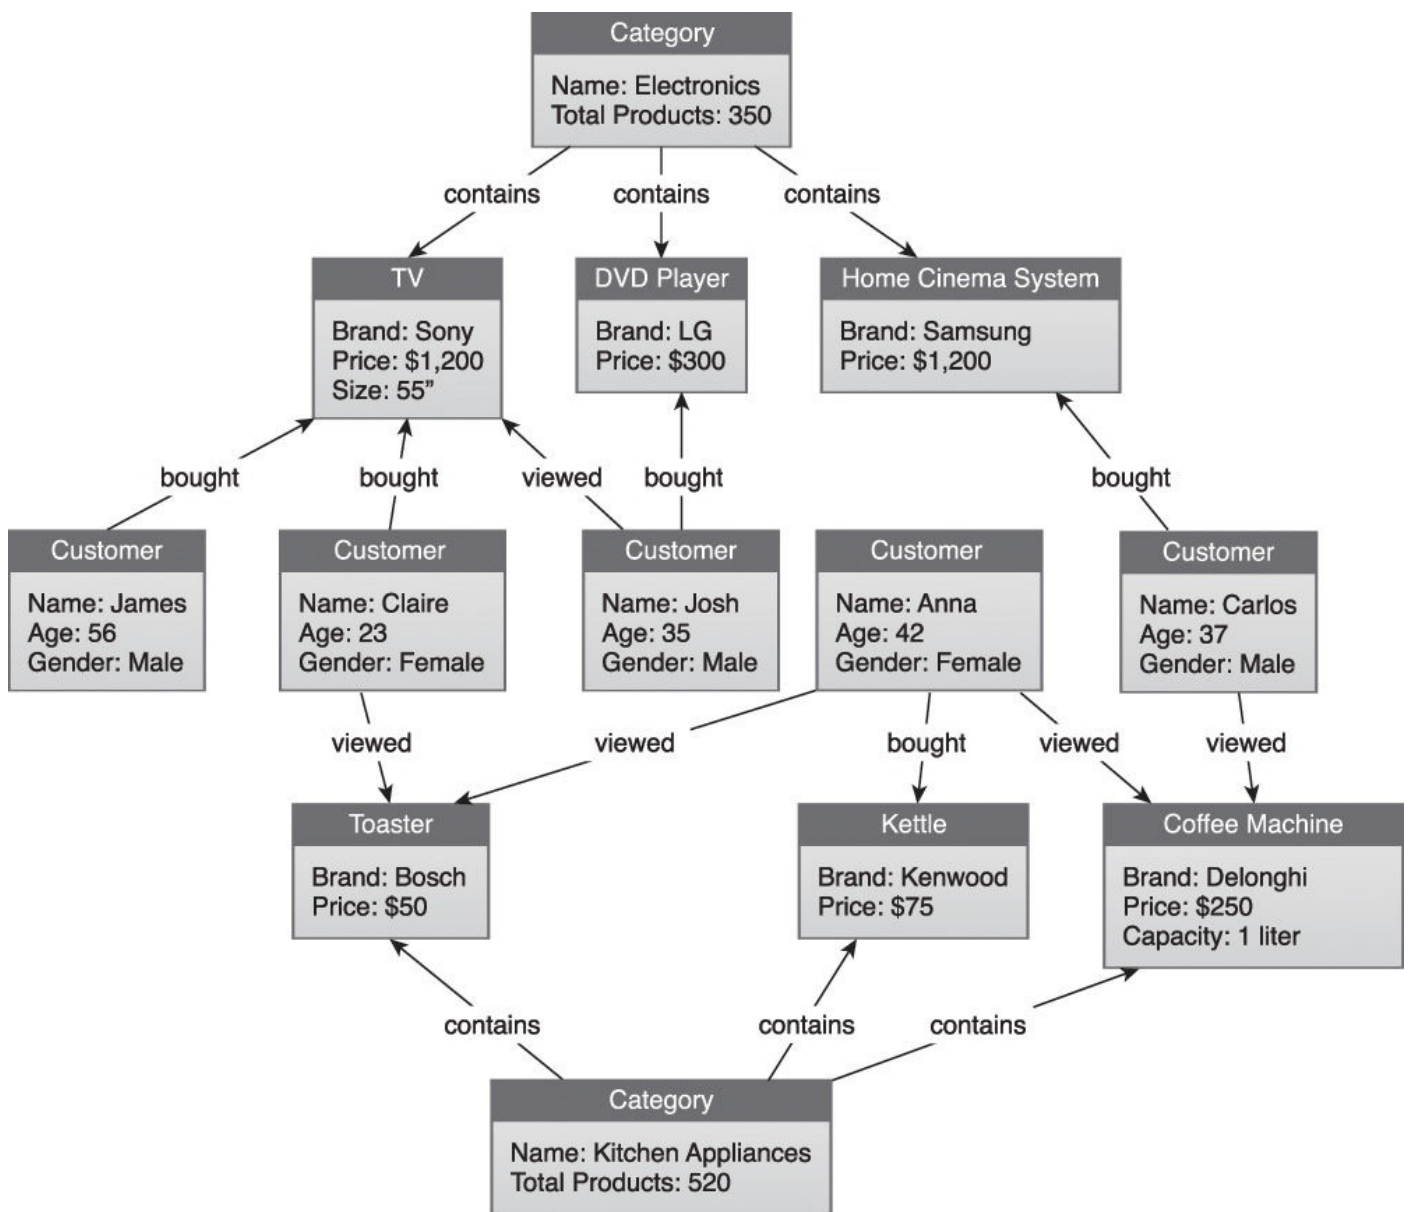 Category
Name: Electronics
Total Products: 350
contains
contains
contains
TV
Brand: Sony
Price: $1,200
Size: 55”
DVD Player
Brand: LG
Price: $300
Home Cinema System
Brand: Samsung
Price: $1,200
bought
bought
viewed
bought
bought
Customer
Name: James
Age: 56
Gender: Male
Customer
Name: Claire
Age: 23
Gender: Female
Customer
Name: Josh
Age: 35
Gender: Male
Customer
Name: Anna
Age: 42
Gender: Female
Customer
Name: Carlos
Age: 37
Gender: Male
viewed
viewed
bought
viewed
viewed
Toaster
Brand: Bosch
Price: $50
Kettle
Brand: Kenwood
Price: $75
Coffee Machine
Brand: Delonghi
Price: $250
Capacity: 1 liter
contains
contains
contains
Category
Name: Kitchen Appliances
Total Products: 520